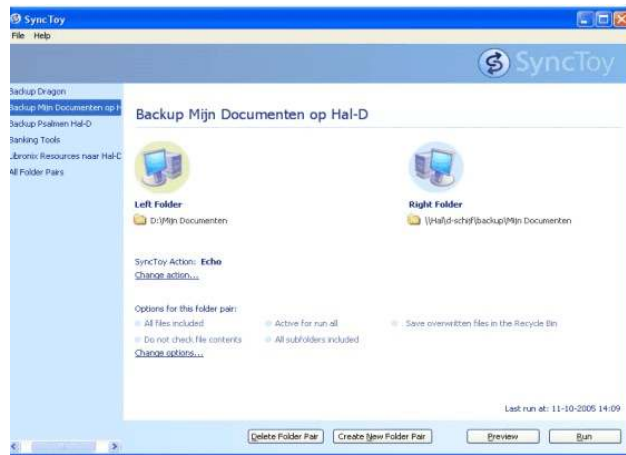 SyncToy
File Help
SyncToy
Backup Dragon
Backup Mijn Documenten op H
Backup Psalmen Hal-D
Banking Tools
Libronix Resources naar Hal-D
All Folder Pairs
Backup Mijn Documenten op Hal-D
Left Folder Right Folder
D:\Mijn Documenten \\Hal\d-schijf\backup\Mijn Documenten
SyncToy Action: Echo
Change action...
Options for this folder pair:
All files included Active for run all Save overwritten files in the Recycle Bin
Do not check file contents All subfolders included
Change options...
Last run at: 11-10-2005 14:09
Delete Folder Pair Create New Folder Pair Preview Run